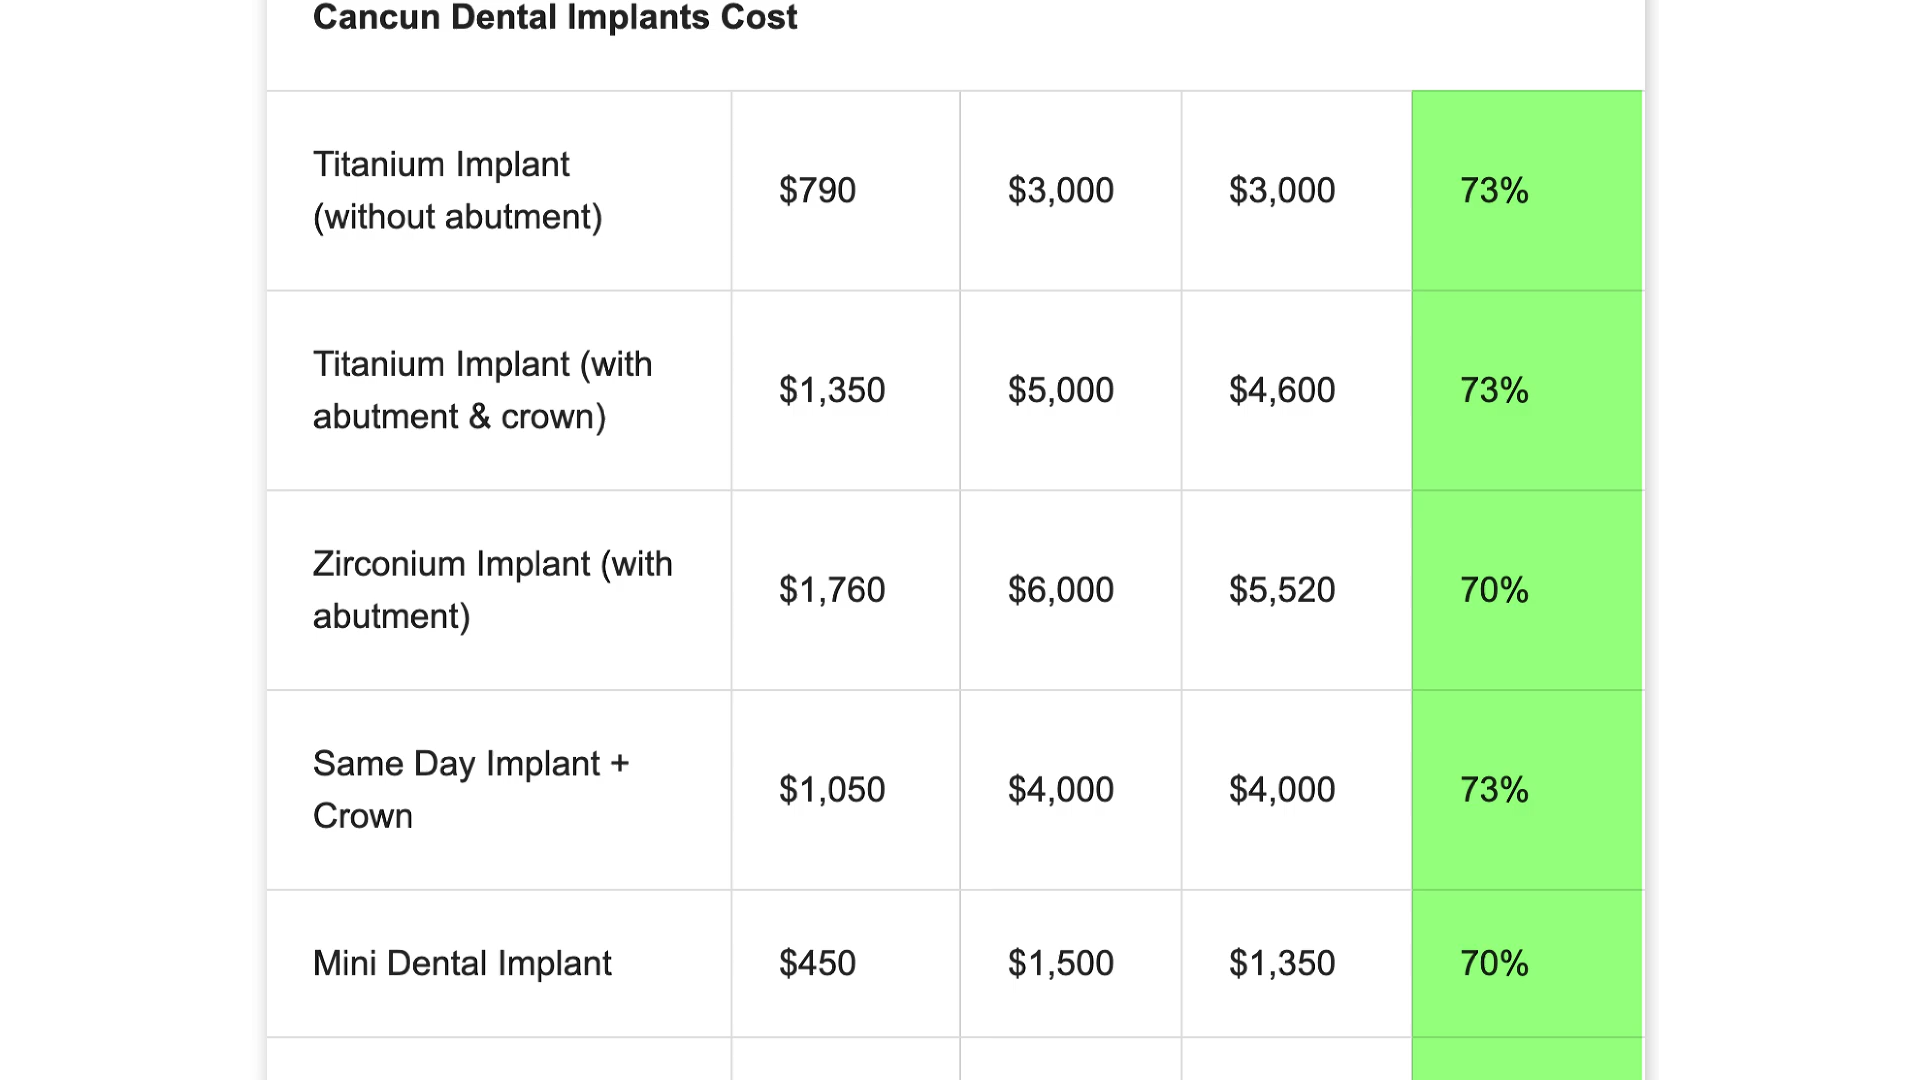 Cancun Dental Implants Cost
Titanium Implant
(without abutment)
$790
$3,000
$3,000
73%
Titanium Implant (with
abutment & crown)
$1,350
$5,000
$4,600
73%
Zirconium Implant (with
abutment)
$1,760
$6,000
$5,520
70%
Same Day Implant +
Crown
$1,050
$4,000
$4,000
73%
Mini Dental Implant
$450
$1,500
$1,350
70%